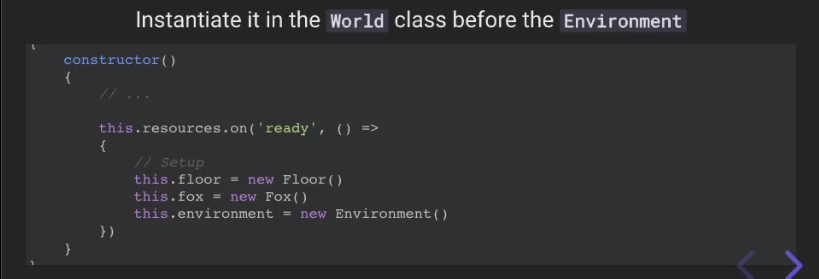 Instantiate it in the World class before the Environment
{
constructor()
{
// ...
this.resources.on('ready', () =>
{
// Setup
this.floor = new Floor()
this.fox = new Fox()
this.environment = new Environment()
})
}
}